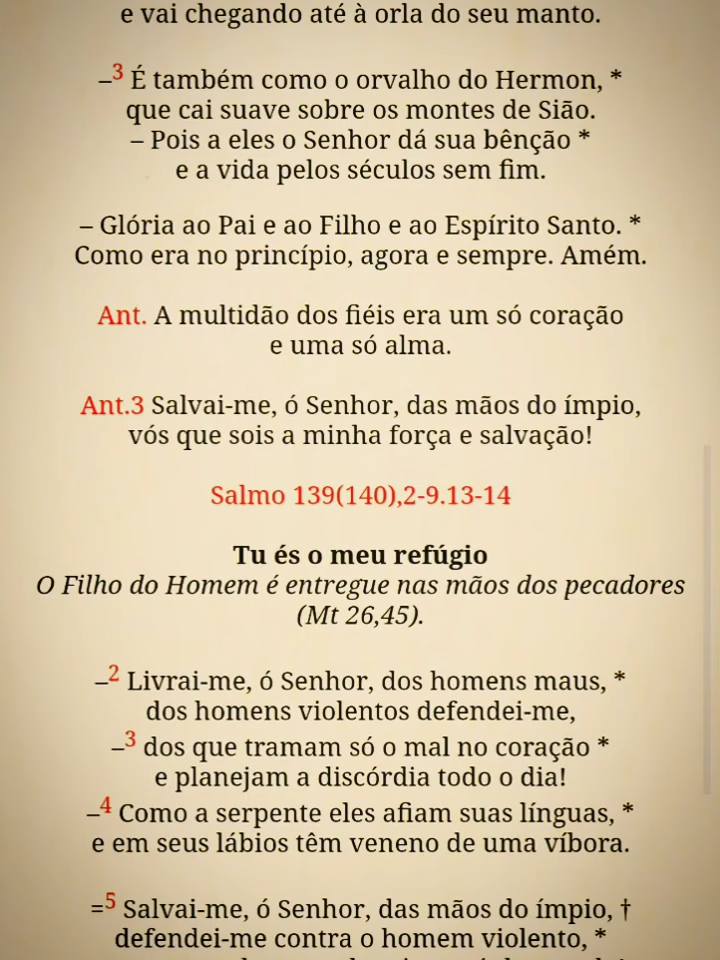 e vai chegando até à orla do seu manto.
–3 É também como o orvalho do Hermon, *
que cai suave sobre os montes de Sião.
– Pois a eles o Senhor dá sua bênção *
e a vida pelos séculos sem fim.
– Glória ao Pai e ao Filho e ao Espírito Santo. *
Como era no princípio, agora e sempre. Amém.
Ant. A multidão dos fiéis era um só coração
e uma só alma.
Ant.3 Salvai-me, ó Senhor, das mãos do ímpio,
vós que sois a minha força e salvação!
Salmo 139(140),2-9.13-14
Tu és o meu refúgio
O Filho do Homem é entregue nas mãos dos pecadores
(Mt 26,45).
–2 Livrai-me, ó Senhor, dos homens maus, *
dos homens violentos defendei-me,
–3 dos que tramam só o mal no coração *
e planejam a discórdia todo o dia!
–4 Como a serpente eles afiam suas línguas, *
e em seus lábios têm veneno de uma víbora.
=5 Salvai-me, ó Senhor, das mãos do ímpio, †
defendei-me contra o homem violento, *